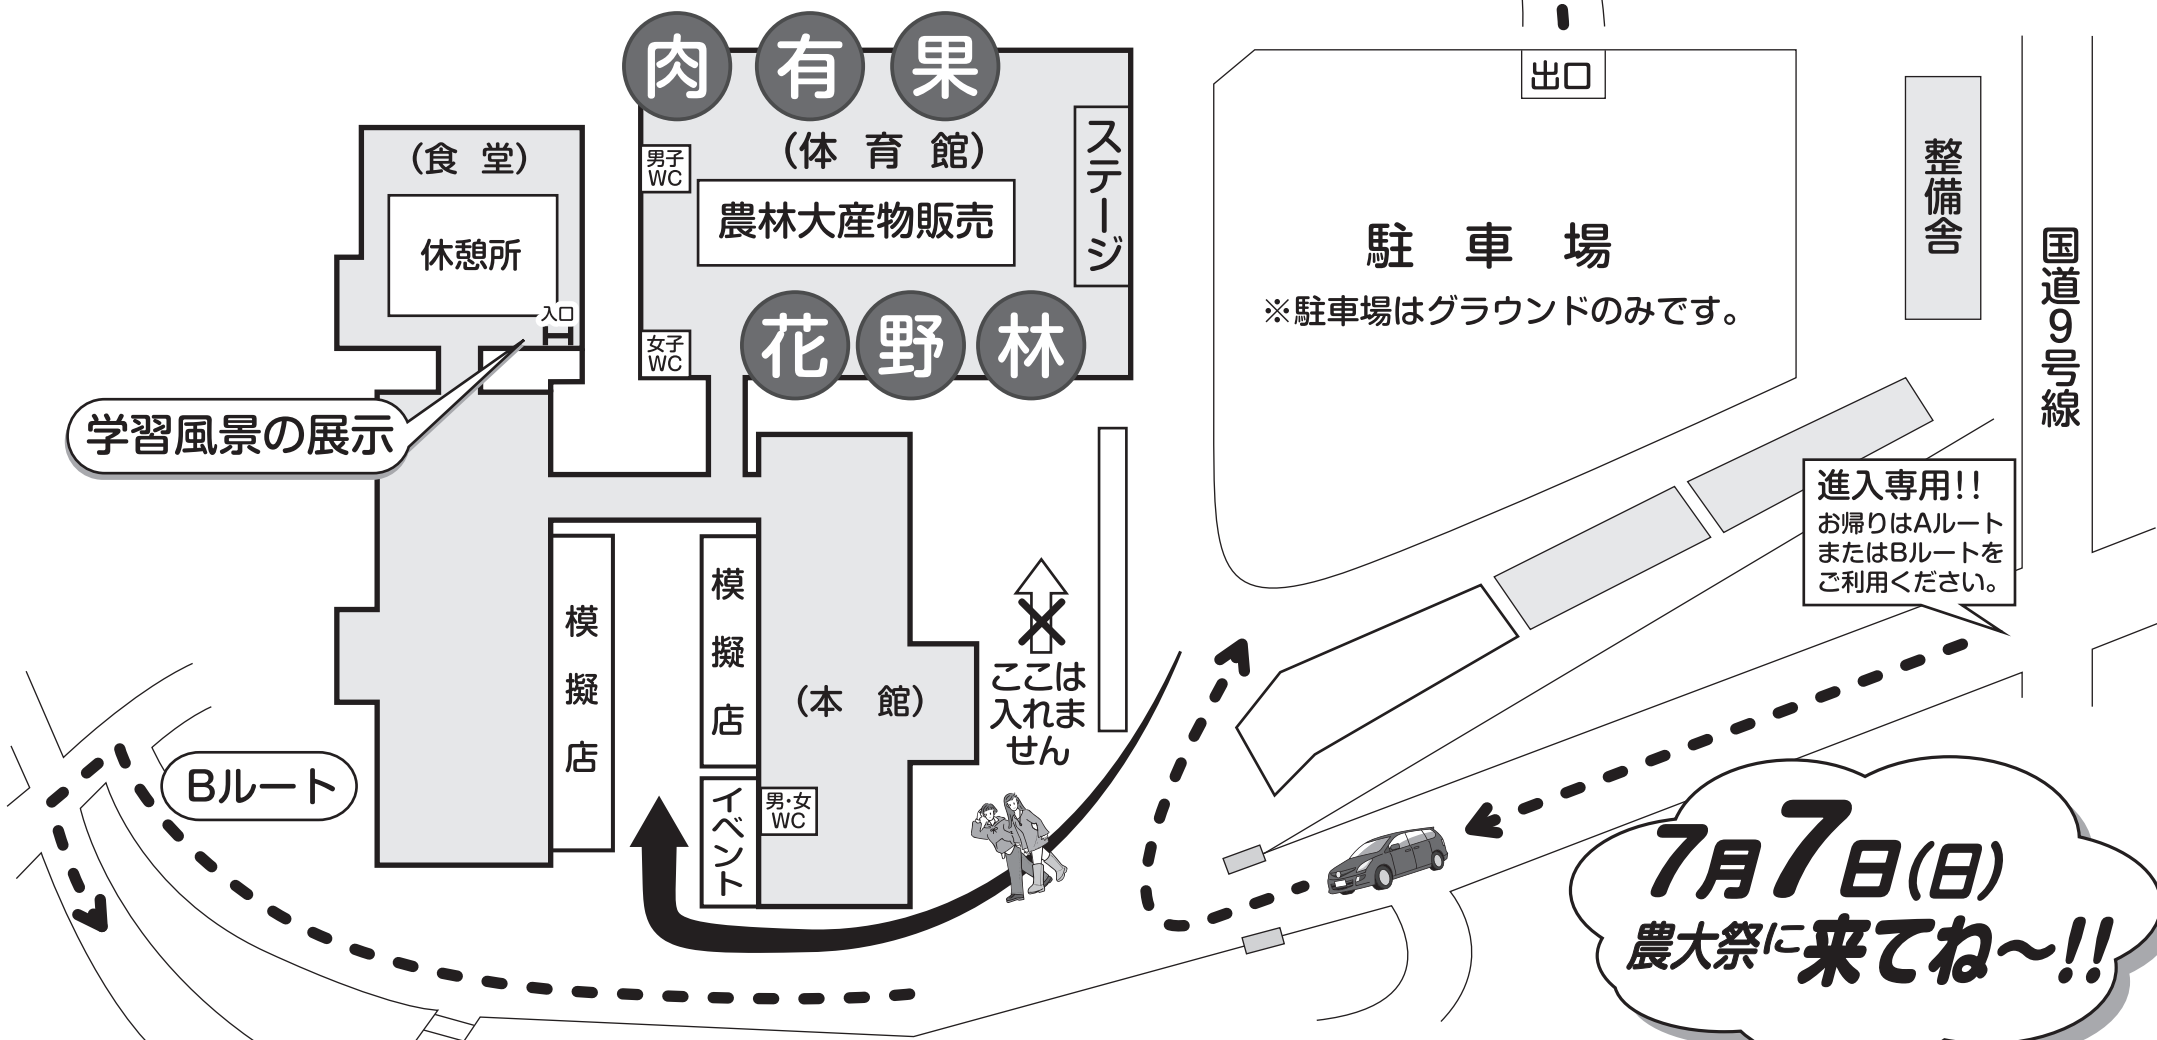 肉 有 果
(体 育 館)
男子
WC
農林大産物販売
ステージ
女子
WC
花 野 林
(食 堂)
休憩所
入口
学習風景の展示
出口
駐 車 場
※駐車場はグラウンドのみです。
整備舎
国道9号線
進入専用!!
お帰りはAルート
またはBルートを
ご利用ください。
模擬店
模擬店
イベント
(本 館)
男・女
WC
ここは
入れま
せん
Bルート
7月7日(日)
農大祭に来てね〜!!